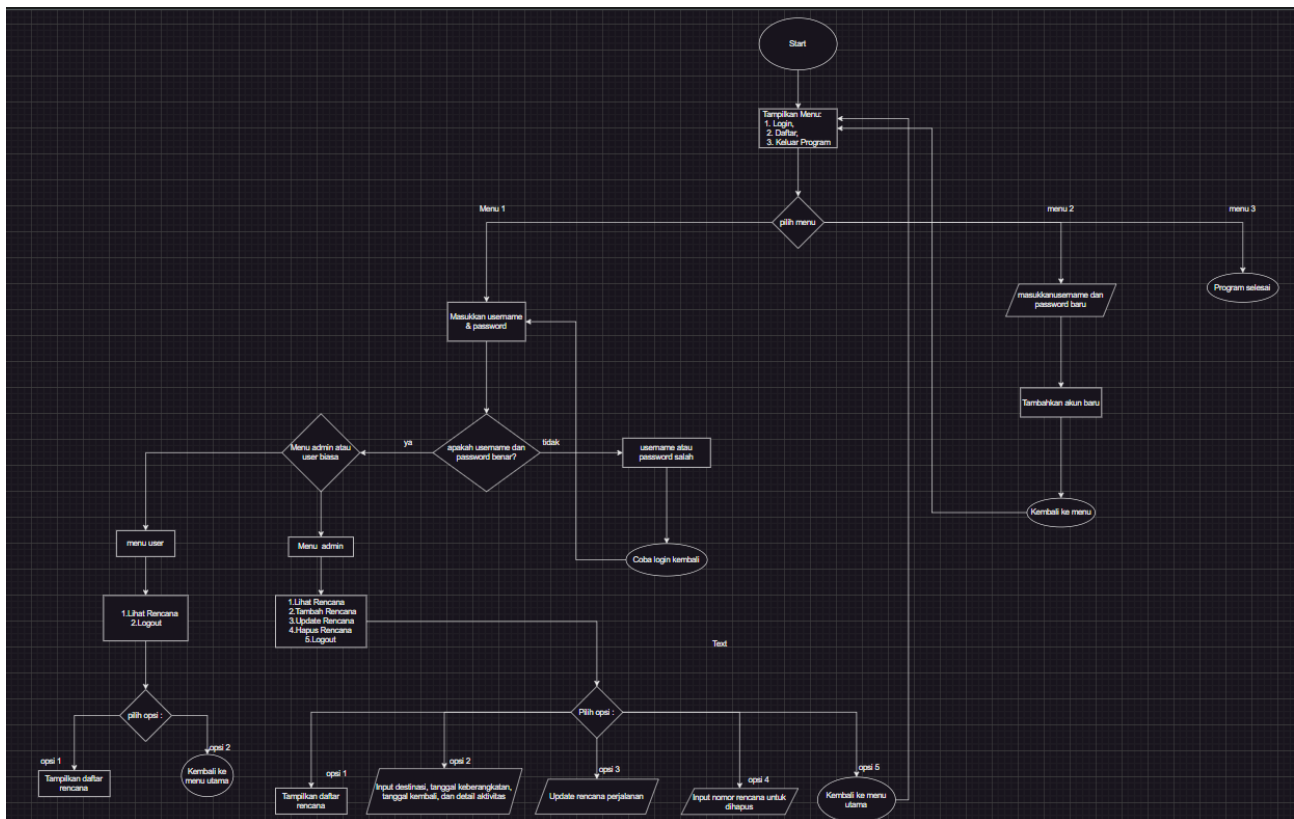 Start
Tampilkan Menu:
1. Login,
2. Daftar,
3. Keluar Program
pilih menu
Menu 1
menu 2
menu 3
Masukkan username
& password
masukkanusername dan
password baru
Program selesai
Tambahkan akun baru
Kembali ke menu
apakah username dan
password benar?
ya
tidak
username atau
password salah
Coba login kembali
Menu admin atau
user biasa
menu user
Menu admin
1.Lihat Rencana
2.Logout
1.Lihat Rencana
2.Tambah Rencana
3.Update Rencana
4.Hapus Rencana
5.Logout
Text
pilih opsi :
opsi 1
opsi 2
Tampilkan daftar
rencana
Kembali ke
menu utama
Pilih opsi :
opsi 1
opsi 2
opsi 3
opsi 4
opsi 5
Tampilkan daftar
rencana
Input destinasi, tanggal keberangkatan,
tanggal kembali, dan detail aktivitas
Update rencana perjalanan
Input nomor rencana untuk
dihapus
Kembali ke menu
utama